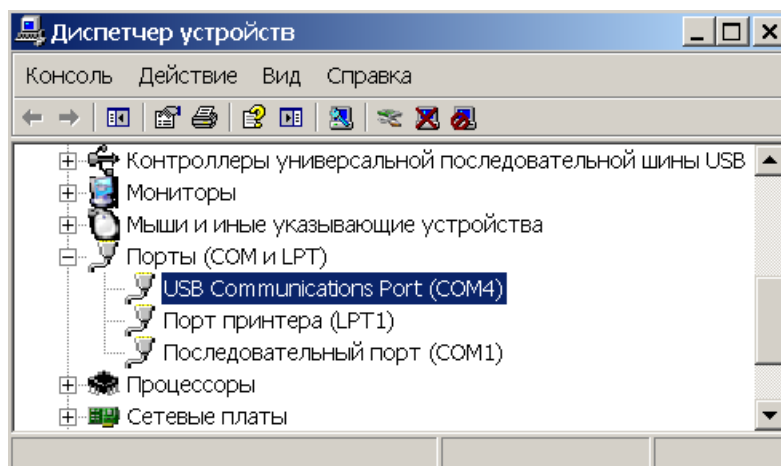 Диспетчер устройств
Консоль Действие Вид Справка
Контроллеры универсальной последовательной шины USB
Мониторы
Мыши и иные указывающие устройства
Порты (COM и LPT)
USB Communications Port (COM4)
Порт принтера (LPT1)
Последовательный порт (COM1)
Процессоры
Сетевые платы